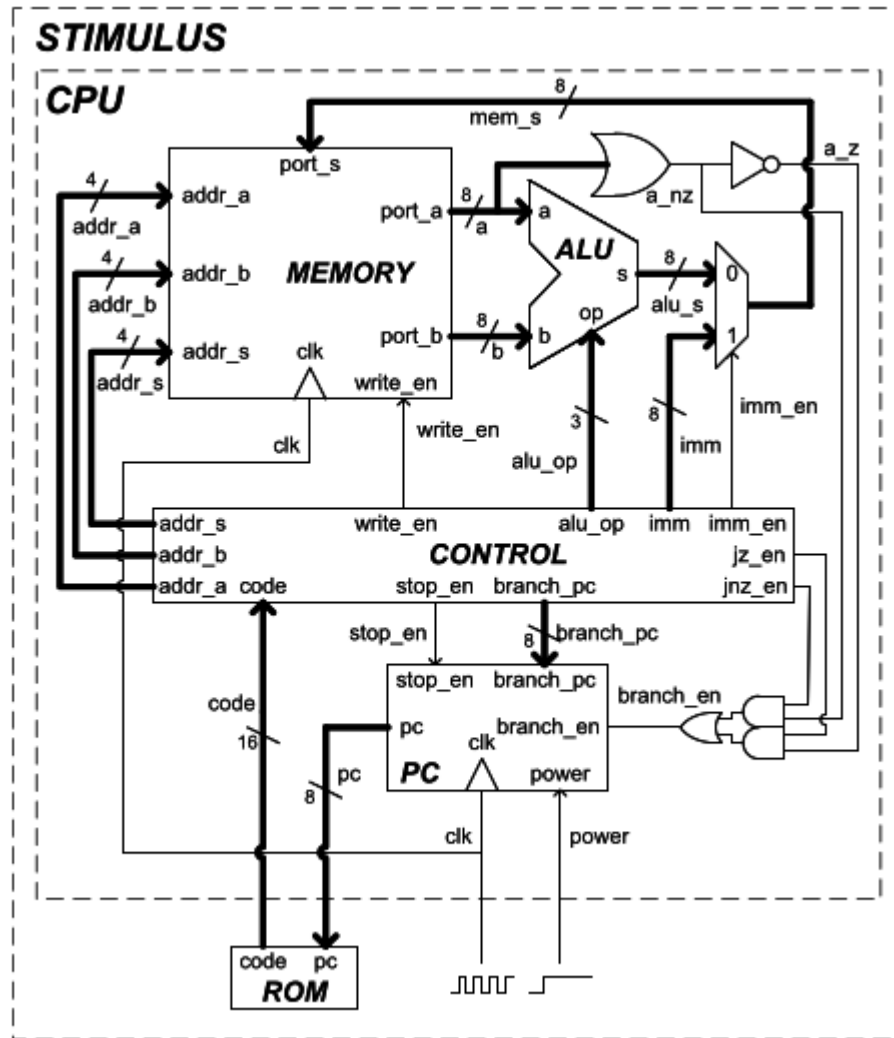 STIMULUS
CPU
8
mem_s
a_z
port_s
4
addr_a
addr_a
port_a
8
a
a
a_nz
ALU
4
addr_b
addr_b
MEMORY
s
8
alu_s
0
op
4
addr_s
addr_s
clk
port_b
8
b
b
1
write_en
clk
write_en
3
alu_op
8
imm
imm_en
addr_s
write_en
alu_op
imm
imm_en
addr_b
CONTROL
jz_en
addr_a
code
stop_en
branch_pc
jnz_en
stop_en
8
branch_pc
code
16
stop_en
branch_pc
branch_en
pc
clk
branch_en
8
pc
PC
power
clk
power
code
pc
ROM